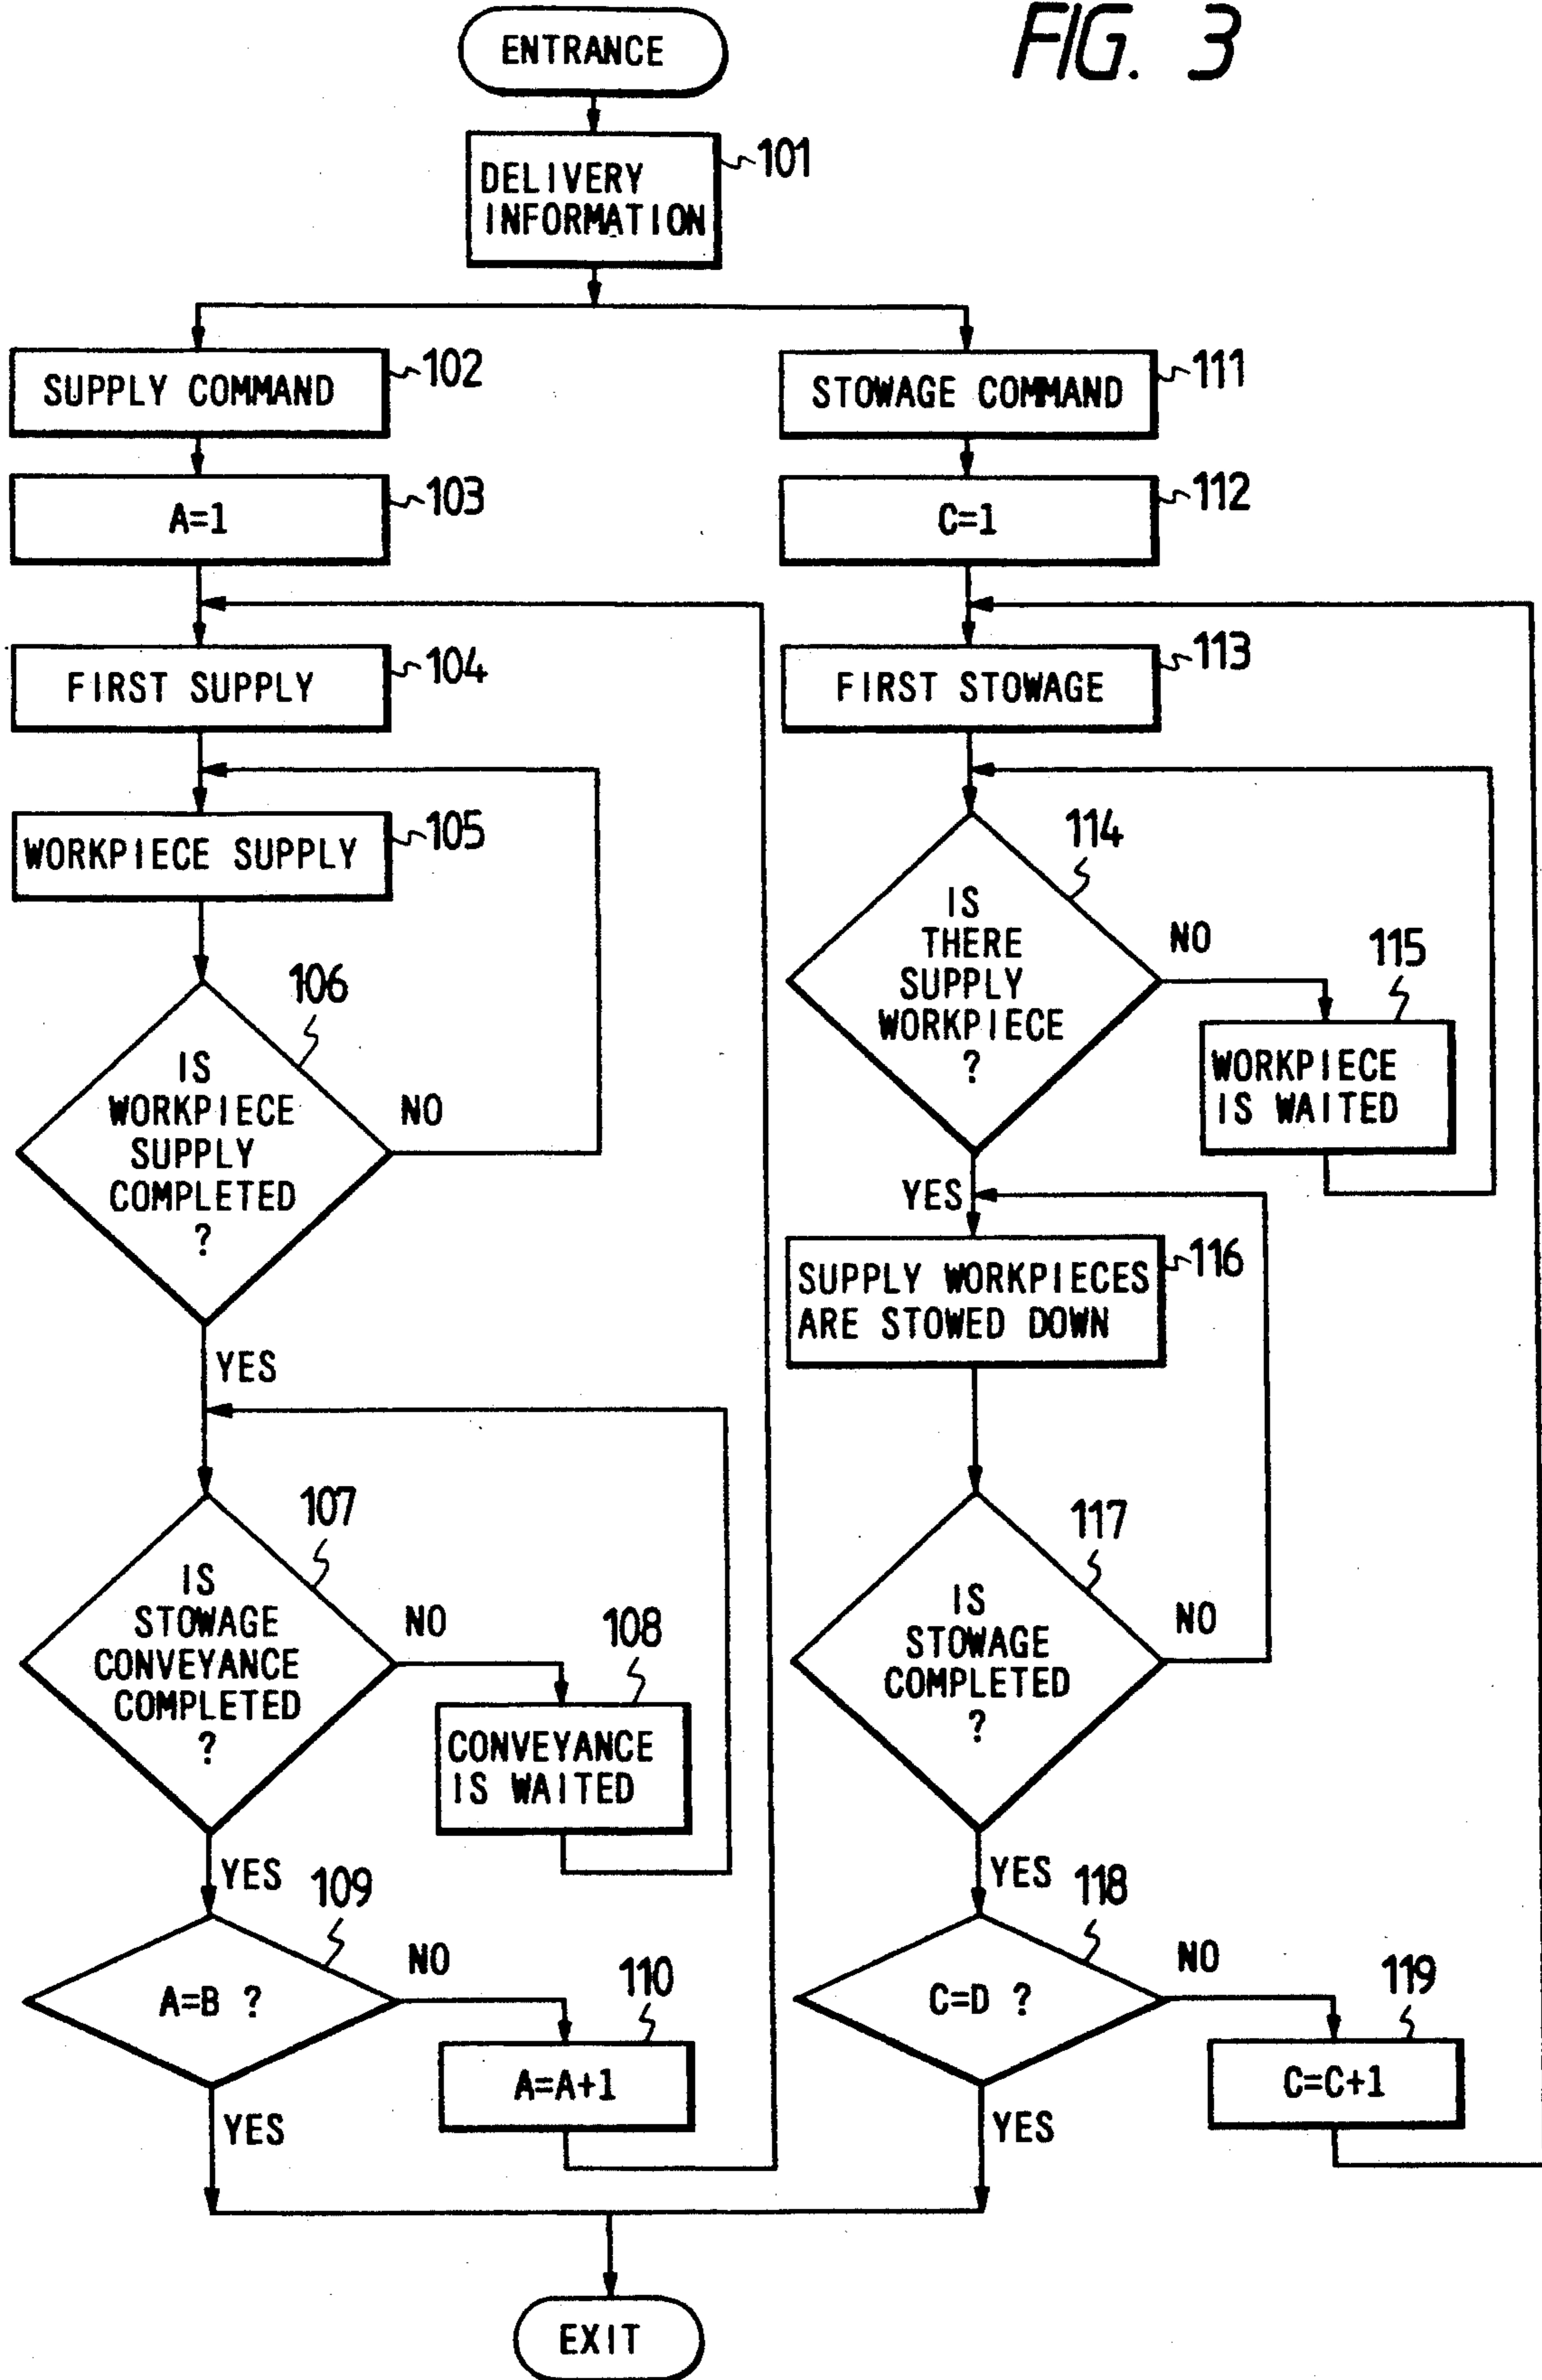 FIG. 3
ENTRANCE
DELIVERY
INFORMATION
101
SUPPLY COMMAND
102
A=1
103
FIRST SUPPLY
104
WORKPIECE SUPPLY
105
106
IS
WORKPIECE
SUPPLY
COMPLETED
?
NO
YES
107
IS
STOWAGE
CONVEYANCE
COMPLETED
?
NO
108
CONVEYANCE
IS WAITED
YES
109
A=B ?
NO
110
A=A+1
YES
STOWAGE COMMAND
111
C=1
112
FIRST STOWAGE
113
114
IS
THERE
SUPPLY
WORKPIECE
?
NO
115
WORKPIECE
IS WAITED
YES
SUPPLY WORKPIECES
ARE STOWED DOWN
116
117
IS
STOWAGE
COMPLETED
?
NO
YES
118
C=D ?
NO
119
C=C+1
YES
EXIT